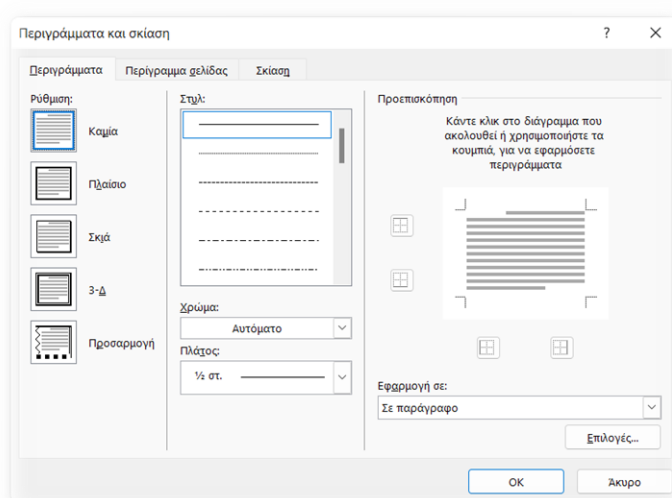 Περιγράμματα και σκίαση
?
Περιγράμματα
Περίγραμμα σελίδας
Σκίαση
Ρύθμιση:
Καμία
Πλαίσιο
Σκιά
3-Δ
Προσαρμογή
Στυλ:
Χρώμα:
Αυτόματο
Πλάτος:
½ στ.
Προεπισκόπηση
Κάντε κλικ στο διάγραμμα που
ακολουθεί ή χρησιμοποιήστε τα
κουμπιά, για να εφαρμόσετε
περιγράμματα
Εφαρμογή σε:
Σε παράγραφο
Επιλογές...
OK
Άκυρο